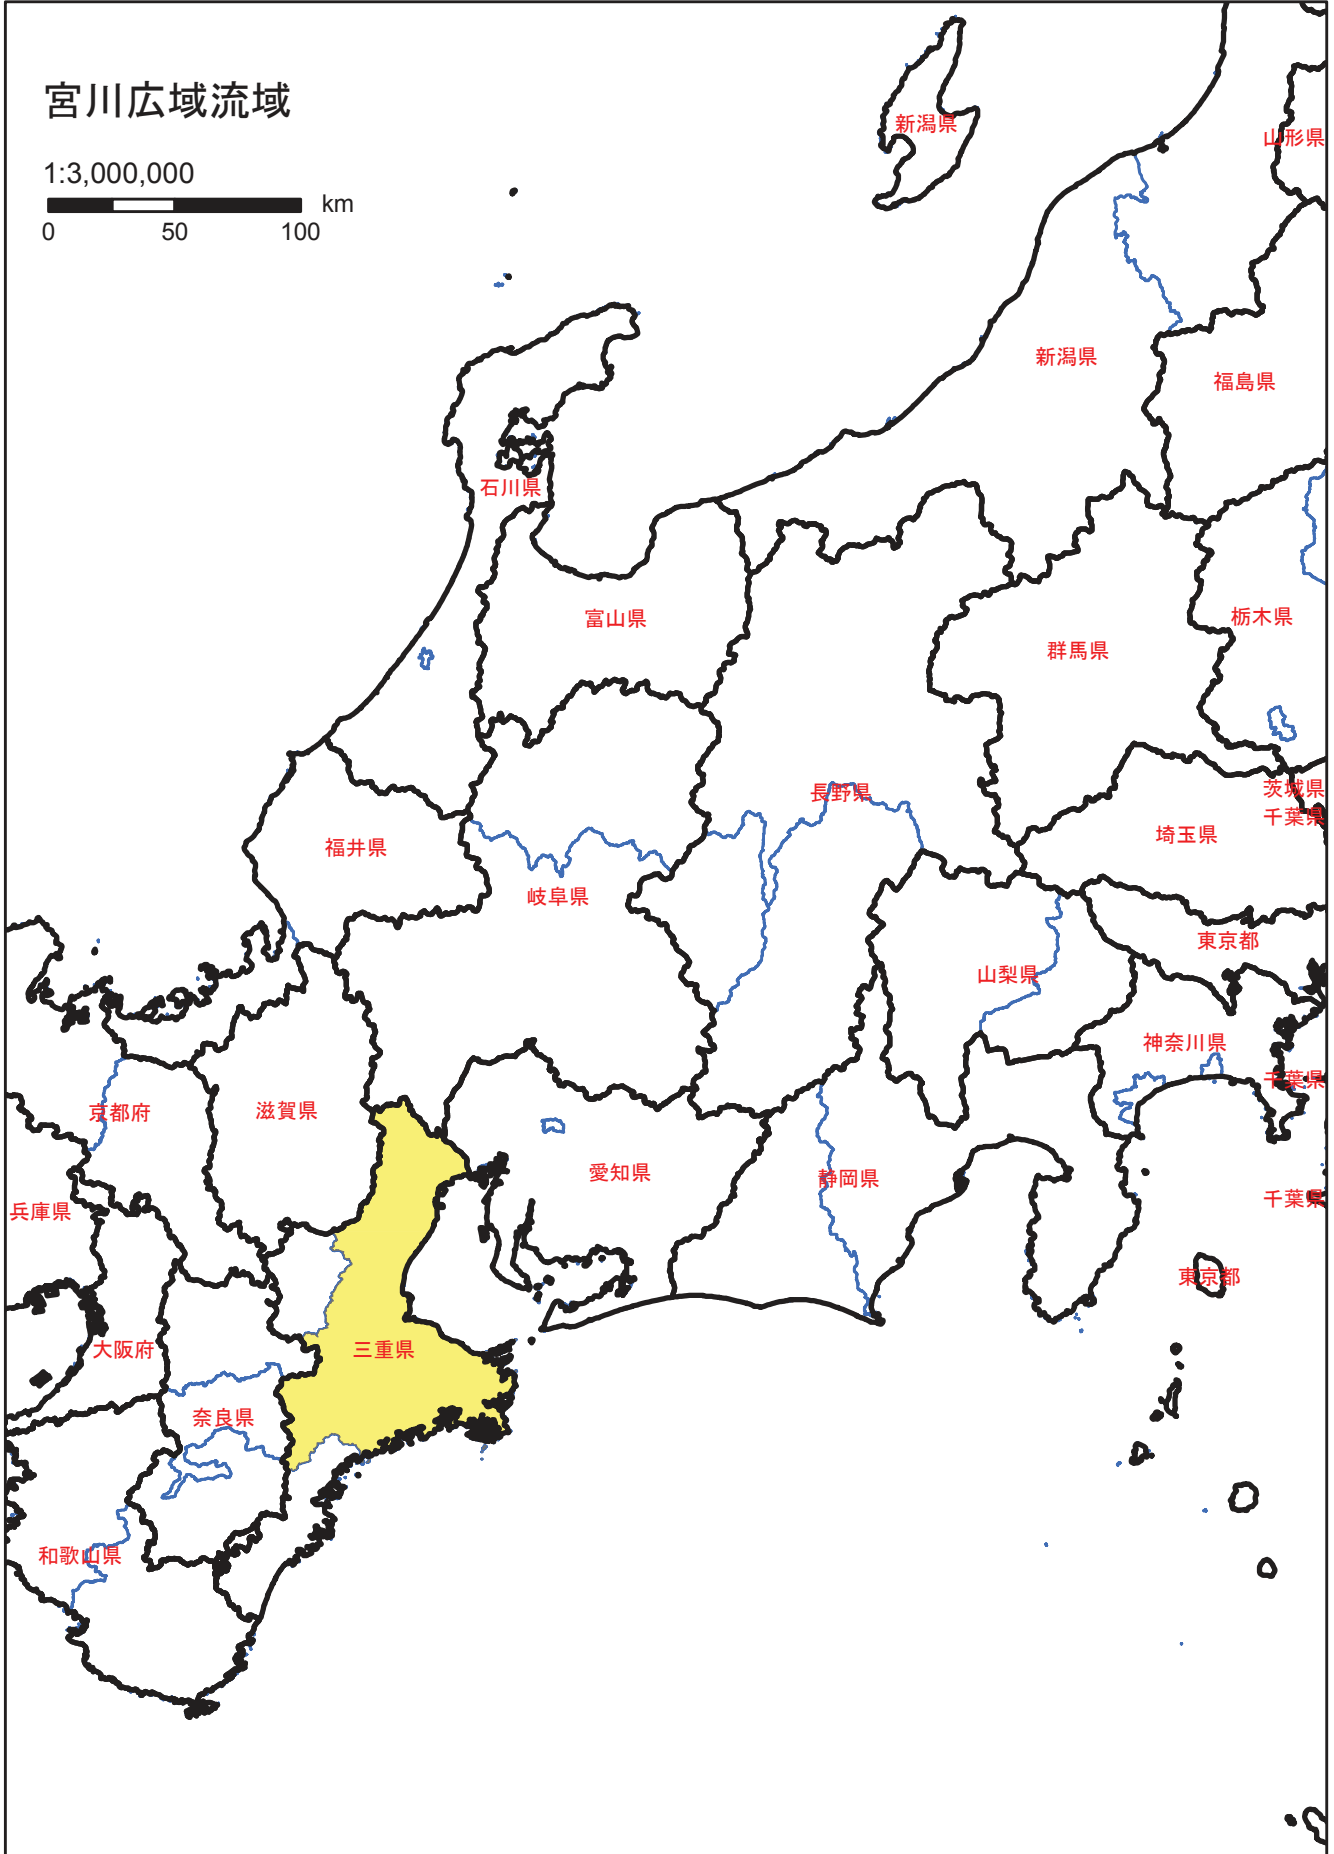 宮川広域流域
1:3,000,000
km
0 50 100
新潟県
山形県
新潟県
福島県
石川県
富山県
栃木県
群馬県
長野県
茨城県
千葉県
埼玉県
福井県
岐阜県
東京都
山梨県
神奈川県
千葉県
京都府
滋賀県
愛知県
静岡県
千葉県
兵庫県
東京都
大阪府
三重県
奈良県
和歌山県